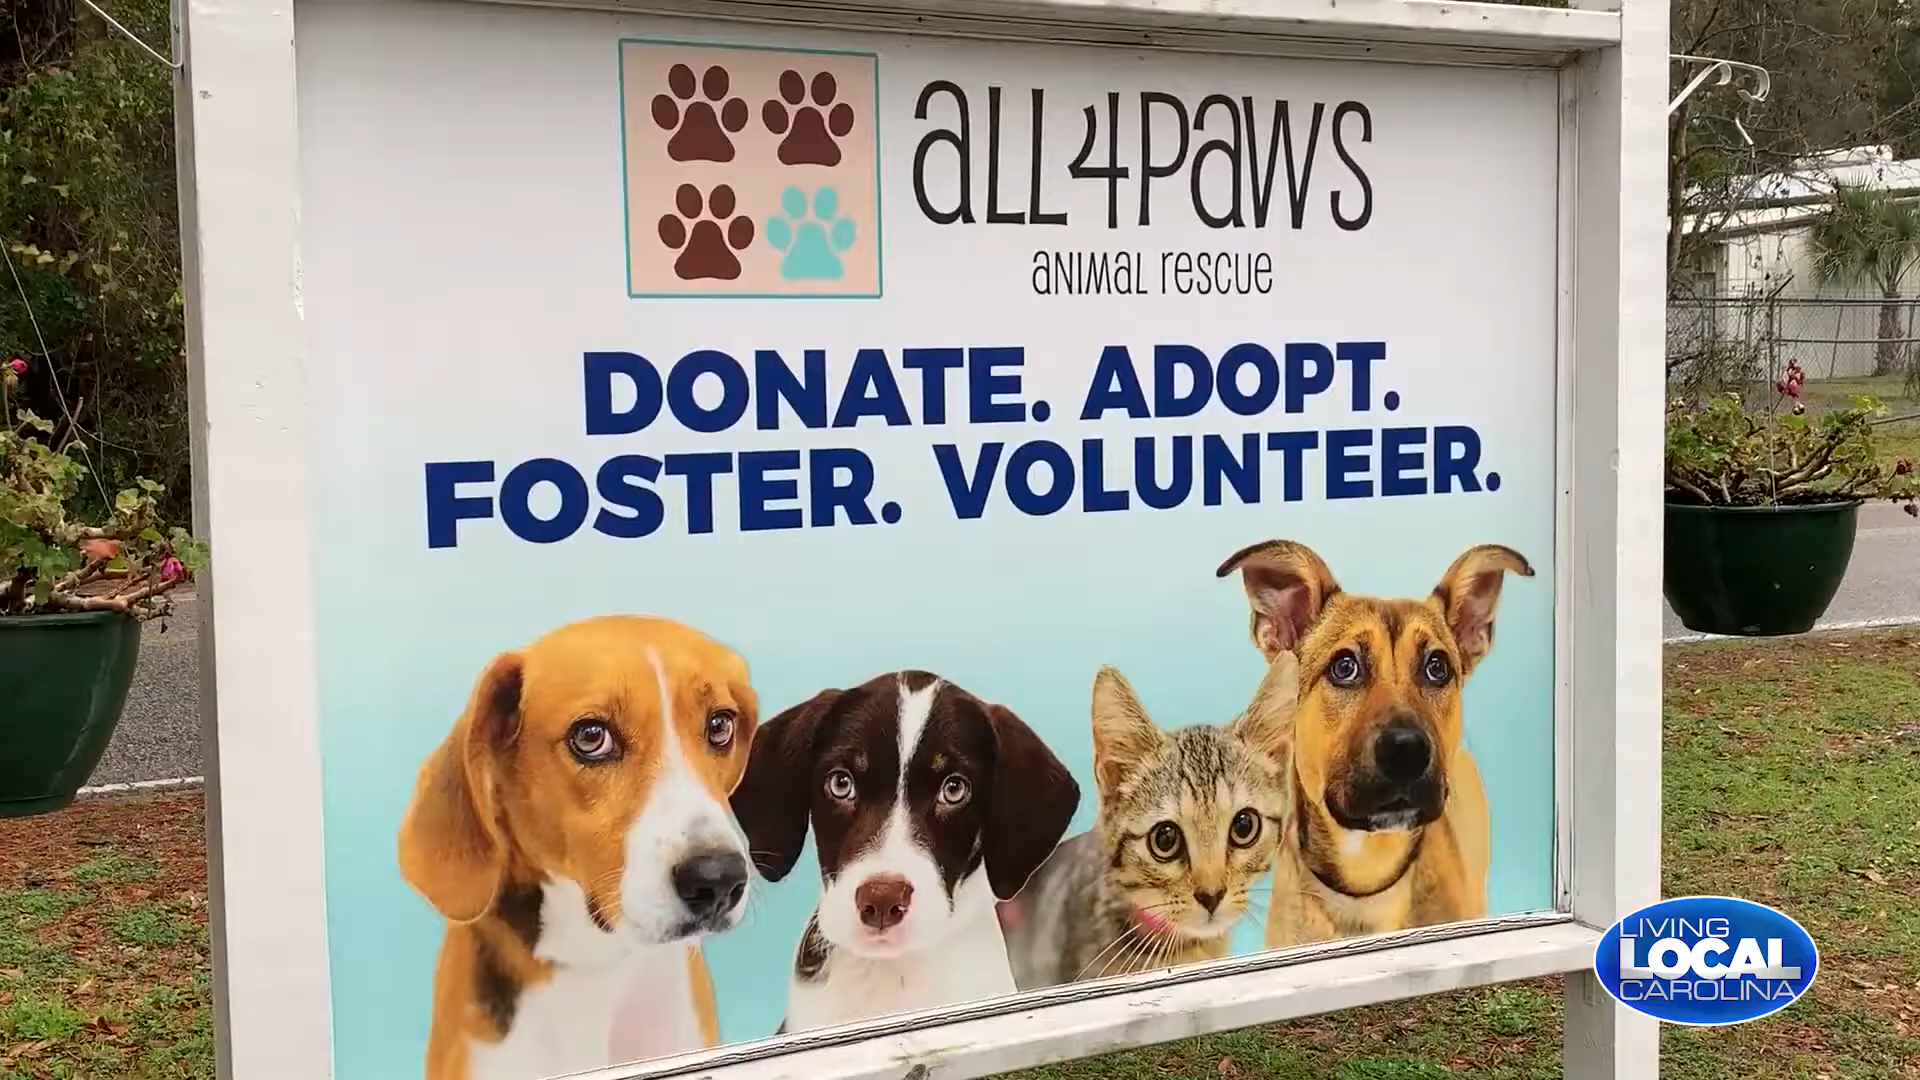 aLL4Paws
aNIMaL rescue
DONATE. ADOPT.
FOSTER. VOLUNTEER.
LIVING
LOCAL
CAROLINA